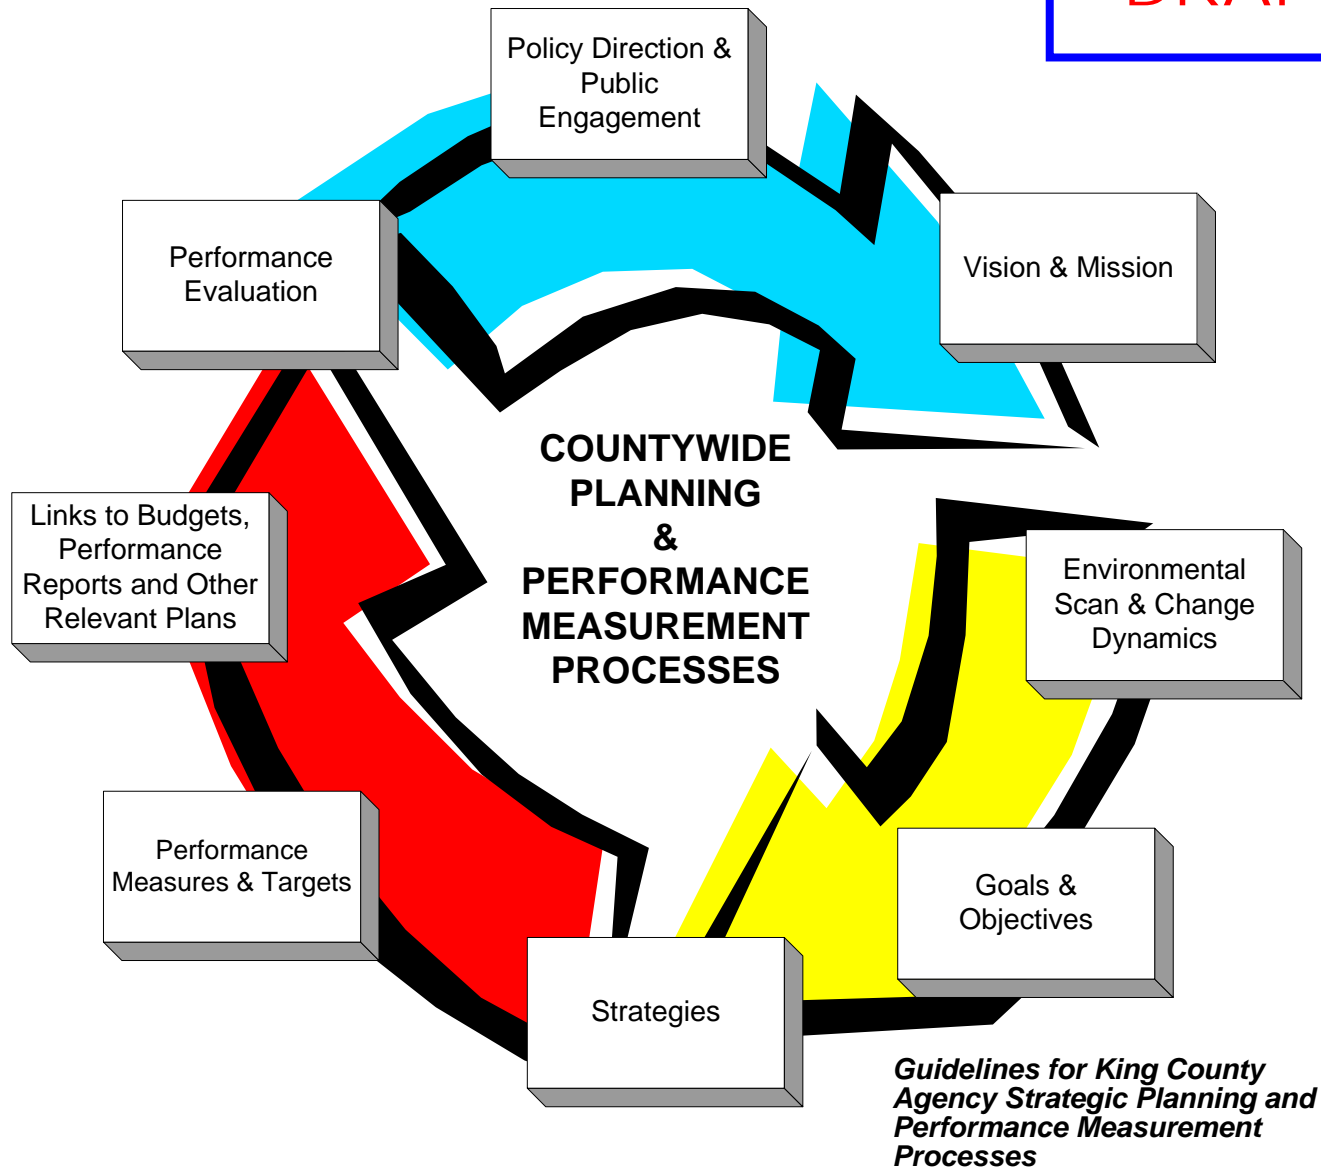 Policy Direction &
Public
Engagement
Performance
Evaluation
Vision & Mission
COUNTYWIDE
PLANNING
&
PERFORMANCE
MEASUREMENT
PROCESSES
Links to Budgets,
Performance
Reports and Other
Relevant Plans
Environmental
Scan & Change
Dynamics
Performance
Measures & Targets
Goals &
Objectives
Strategies
Guidelines for King County
Agency Strategic Planning and
Performance Measurement
Processes